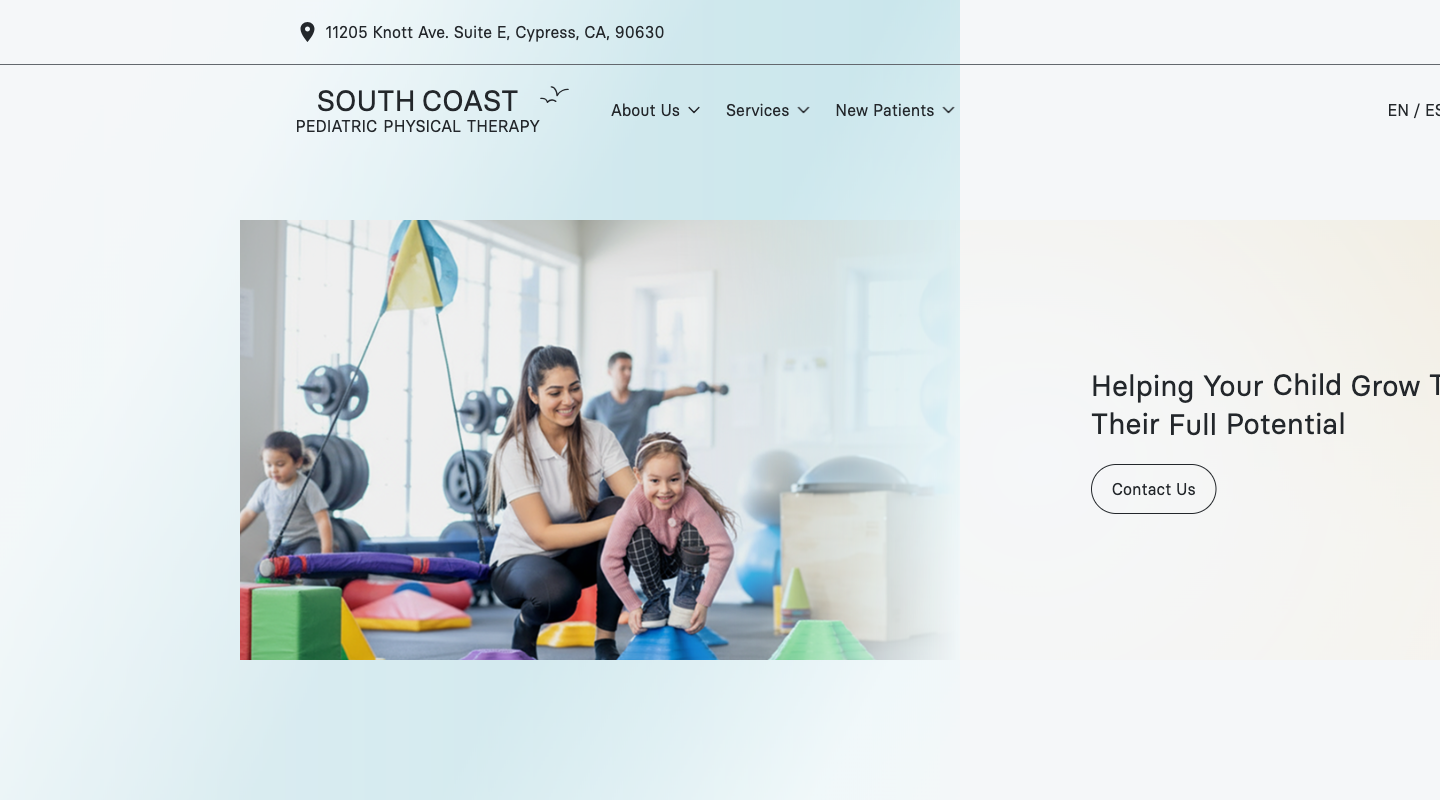 11205 Knott Ave. Suite E, Cypress, CA, 90630
SOUTH COAST
PEDIATRIC PHYSICAL THERAPY
About Us
Services
New Patients
EN / ES
Helping Your Child Grow
Their Full Potential
Contact Us